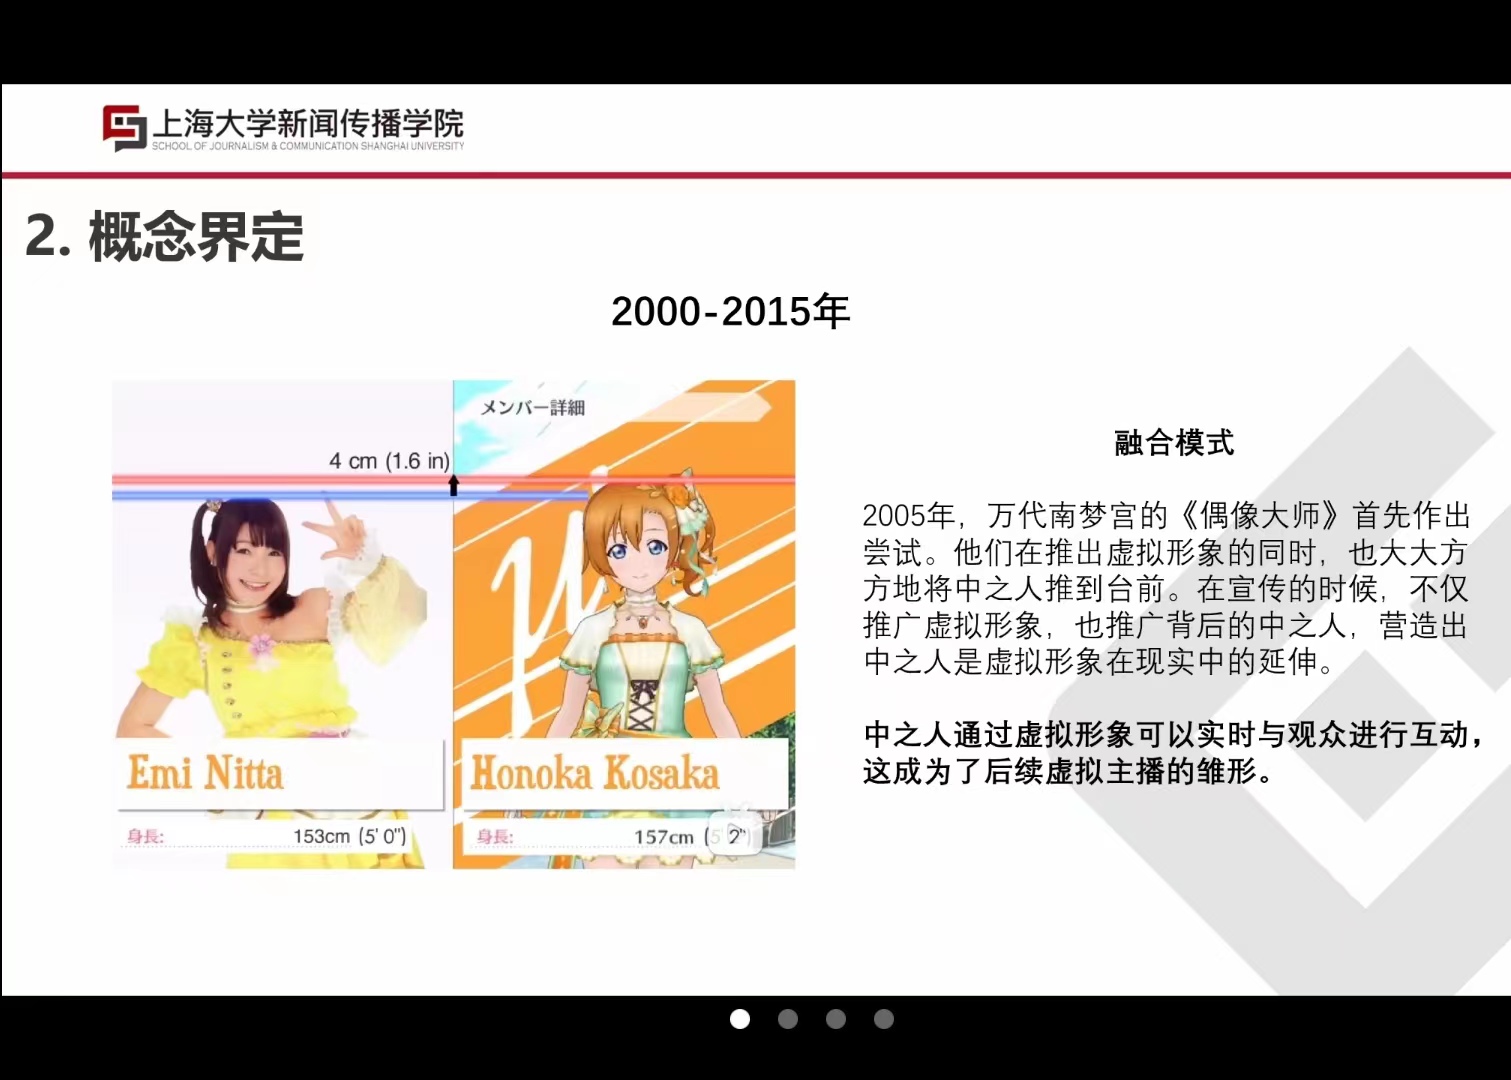 上海大学新闻传播学院
SCHOOL OF JOURNALISM & COMMUNICATION SHANGHAI UNIVERSITY
2. 概念界定
2000-2015年
メンバー詳細
4 cm (1.6 in)
μ
Emi Nitta
Honoka Kosaka
身長: 153cm (5' 0")
身長: 157cm (5' 2")
融合模式
2005年，万代南梦宫的《偶像大师》首先作出
尝试。他们在推出虚拟形象的同时，也大大方
方地将中之人推到台前。在宣传的时候，不仅
推广虚拟形象，也推广背后的中之人，营造出
中之人是虚拟形象在现实中的延伸。
中之人通过虚拟形象可以实时与观众进行互动，
这成为了后续虚拟主播的雏形。